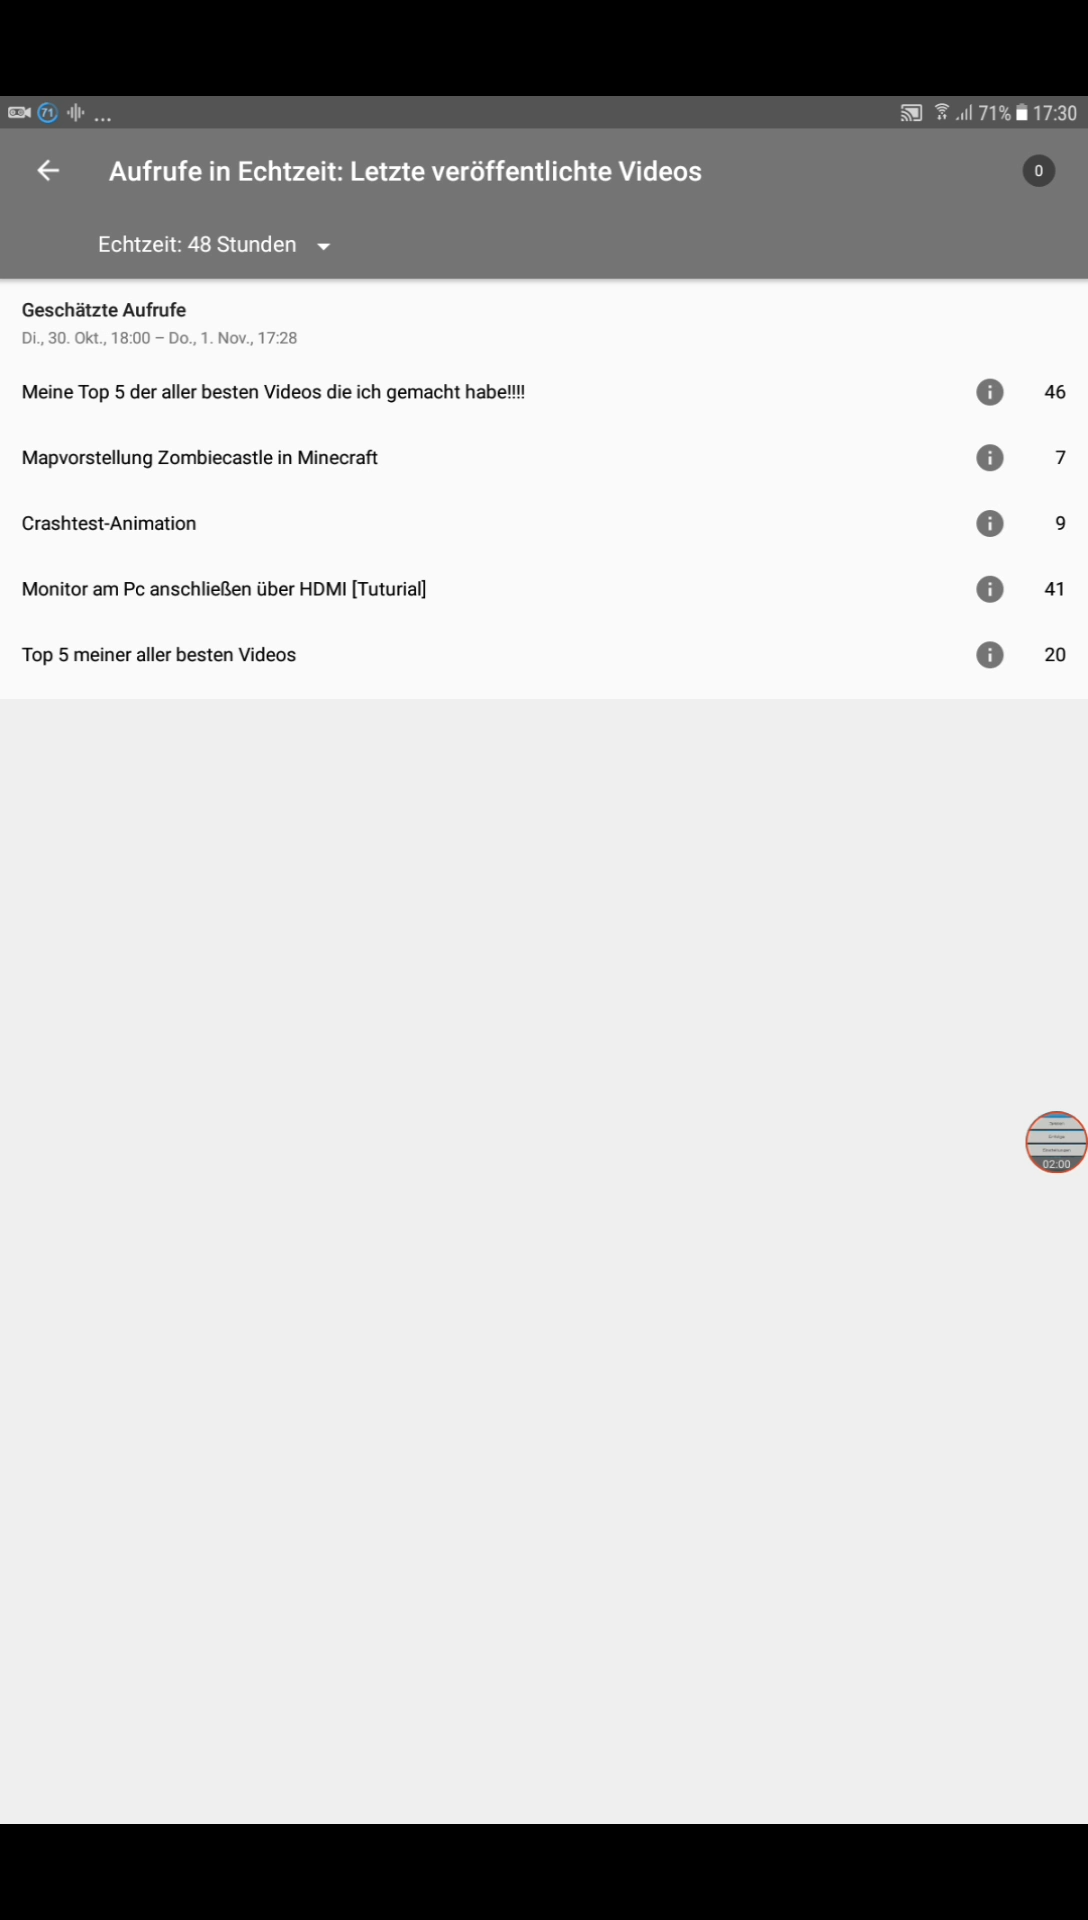 71 ... 71% 17:30
Aufrufe in Echtzeit: Letzte veröffentlichte Videos 0
Echtzeit: 48 Stunden
Geschätzte Aufrufe
Di., 30. Okt., 18:00 – Do., 1. Nov., 17:28
Meine Top 5 der aller besten Videos die ich gemacht habe!!!! 46
Mapvorstellung Zombiecastle in Minecraft 7
Crashtest-Animation 9
Monitor am Pc anschließen über HDMI [Tuturial] 41
Top 5 meiner aller besten Videos 20
02:00